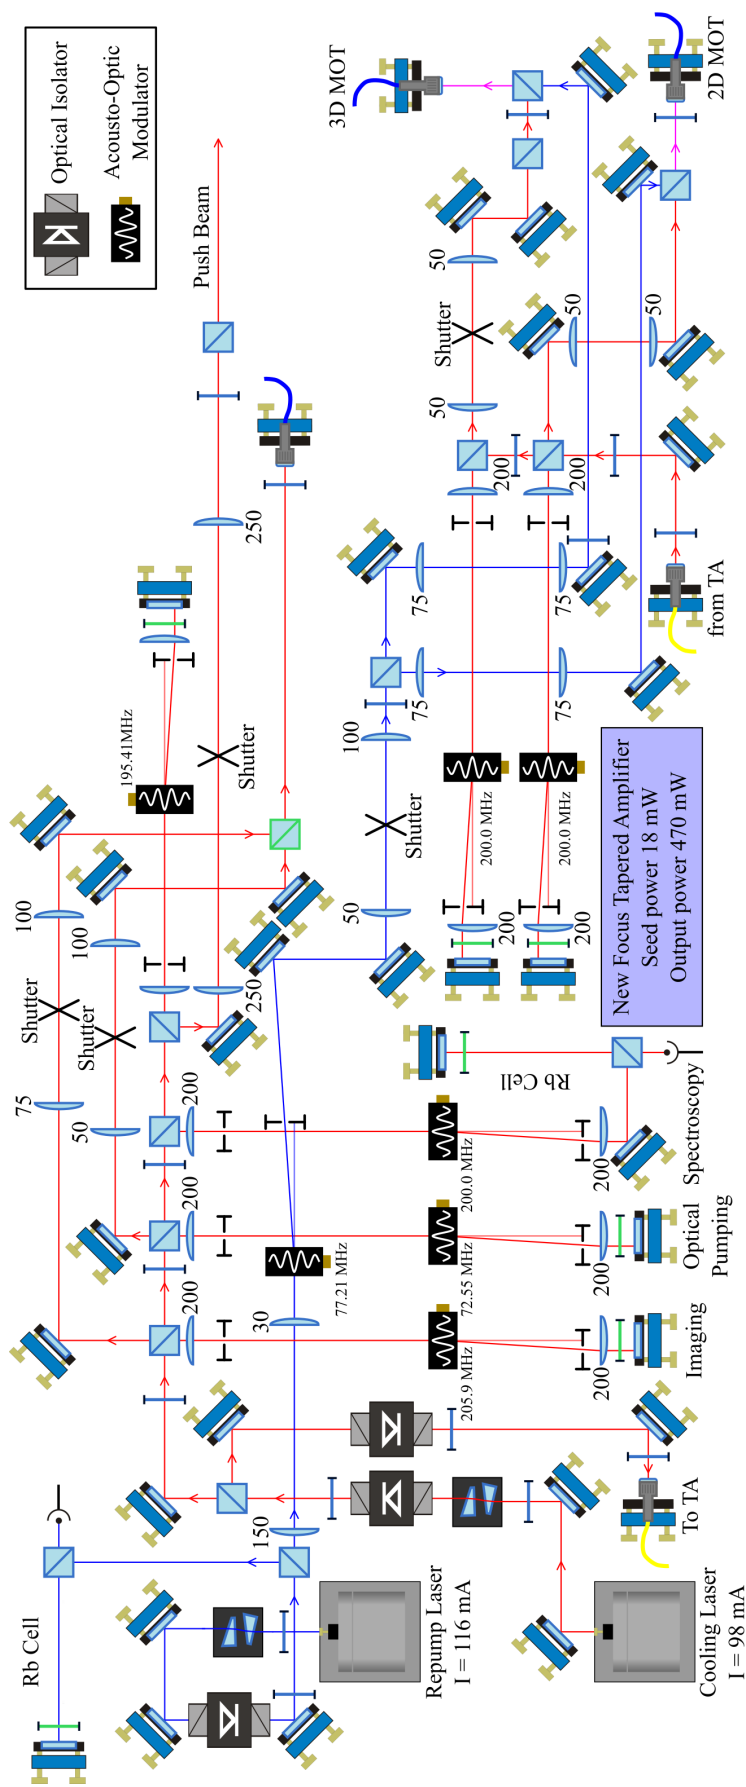 Optical Isolator
Acousto-Optic
Modulator
Push Beam
3D MOT
2D MOT
50
Shutter
50
50
50
200
200
250
from TA
195.41MHz
Shutter
75
75
75
75
100
Shutter
50
200.0 MHz
200.0 MHz
200
200
New Focus Tapered Amplifier
Seed power 18 mW
Output power 470 mW
100
100
Shutter
Shutter
250
75
50
200
200
200
Rb Cell
200.0 MHz
200
Spectroscopy
77.21 MHz
72.55 MHz
200
Optical
Pumping
30
205.9 MHz
200
Imaging
150
To TA
Rb Cell
Repump Laser
I = 116 mA
Cooling Laser
I = 98 mA